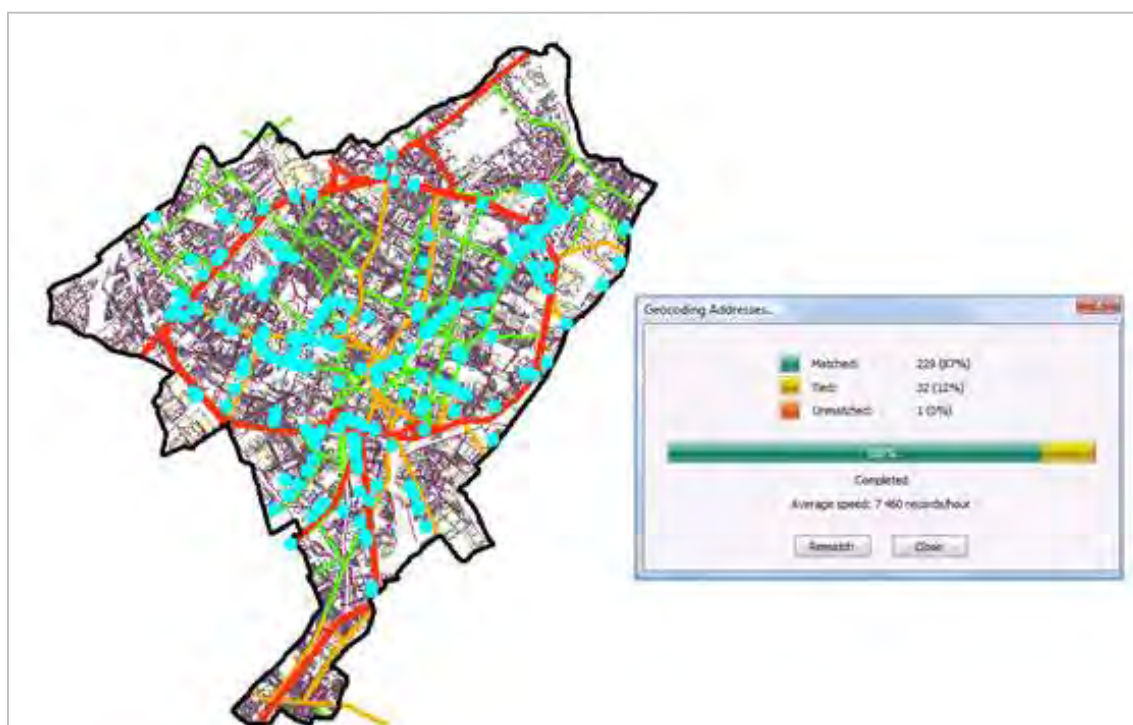 Geocoding Addresses...
Matched: 229 (87%)
Tied: 32 (12%)
Unmatched: 1 (0%)
100%
Completed
Average speed: 7 460 records/hour
Rematch Close